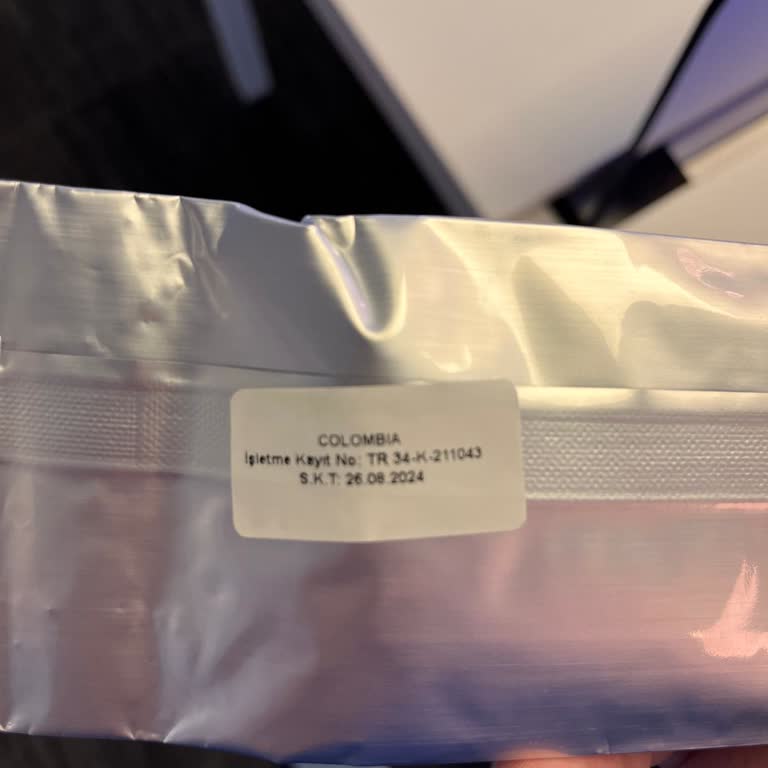 COLOMBIA
İşletme Kayıt No: TR 34-K-211043
S.K.T: 26.08.2024